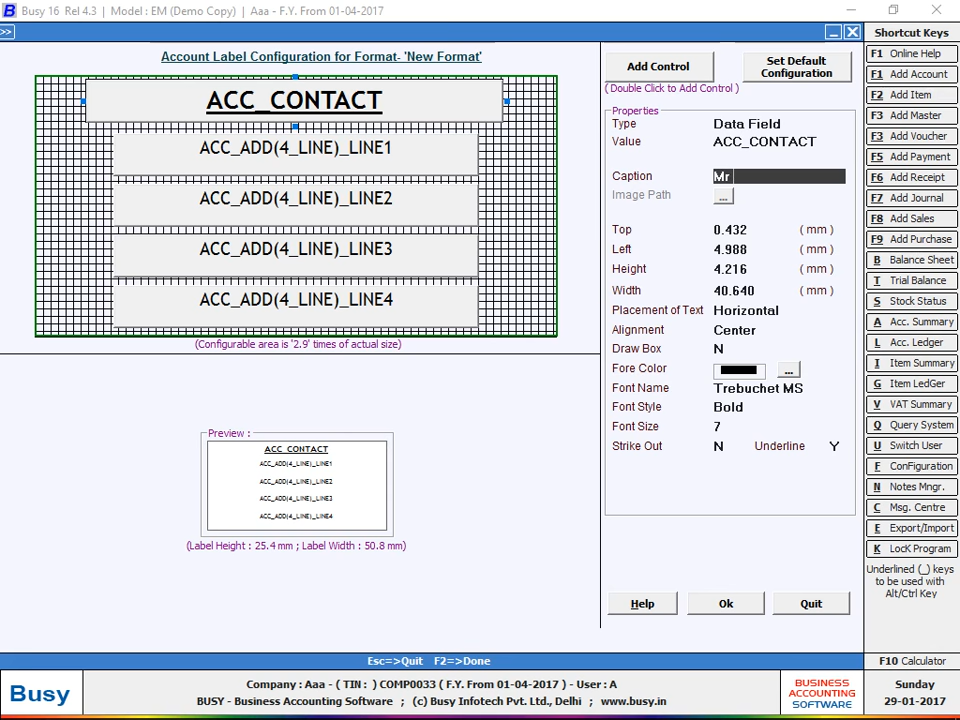 Busy 16 Rel 4.3 | Model : EM (Demo Copy) | Aaa - F.Y. From 01-04-2017
>>
Account Label Configuration for Format- 'New Format'
ACC_CONTACT
ACC_ADD(4_LINE)_LINE1
ACC_ADD(4_LINE)_LINE2
ACC_ADD(4_LINE)_LINE3
ACC_ADD(4_LINE)_LINE4
(Configurable area is '2.9' times of actual size)
Preview :
ACC_CONTACT
ACC_ADD(4_LINE)_LINE1
ACC_ADD(4_LINE)_LINE2
ACC_ADD(4_LINE)_LINE3
ACC_ADD(4_LINE)_LINE4
(Label Height : 25.4 mm ; Label Width : 50.8 mm)
Add Control
Set Default Configuration
( Double Click to Add Control )
Properties
Type Data Field
Value ACC_CONTACT
Caption Mr
Image Path ...
Top 0.432 ( mm )
Left 4.988 ( mm )
Height 4.216 ( mm )
Width 40.640 ( mm )
Placement of Text Horizontal
Alignment Center
Draw Box N
Fore Color ...
Font Name Trebuchet MS
Font Style Bold
Font Size 7
Strike Out N Underline Y
Help Ok Quit
Shortcut Keys
F1 Online Help
F1 Add Account
F2 Add Item
F3 Add Master
F3 Add Voucher
F5 Add Payment
F6 Add Receipt
F7 Add Journal
F8 Add Sales
F9 Add Purchase
B Balance Sheet
T Trial Balance
S Stock Status
A Acc. Summary
L Acc. Ledger
I Item Summary
G Item LedGer
V VAT Summary
Q Query System
U Switch User
F ConFiguration
N Notes Mngr.
C Msg. Centre
E Export/Import
K LocK Program
Underlined (_) keys
to be used with
Alt/Ctrl Key
Esc=>Quit F2=>Done
F10 Calculator
Busy
Company : Aaa - ( TIN : ) COMP0033 ( F.Y. From 01-04-2017 ) - User : A
BUSY - Business Accounting Software ; (c) Busy Infotech Pvt. Ltd., Delhi ; www.busy.in
BUSINESS
ACCOUNTING
SOFTWARE
Sunday
29-01-2017